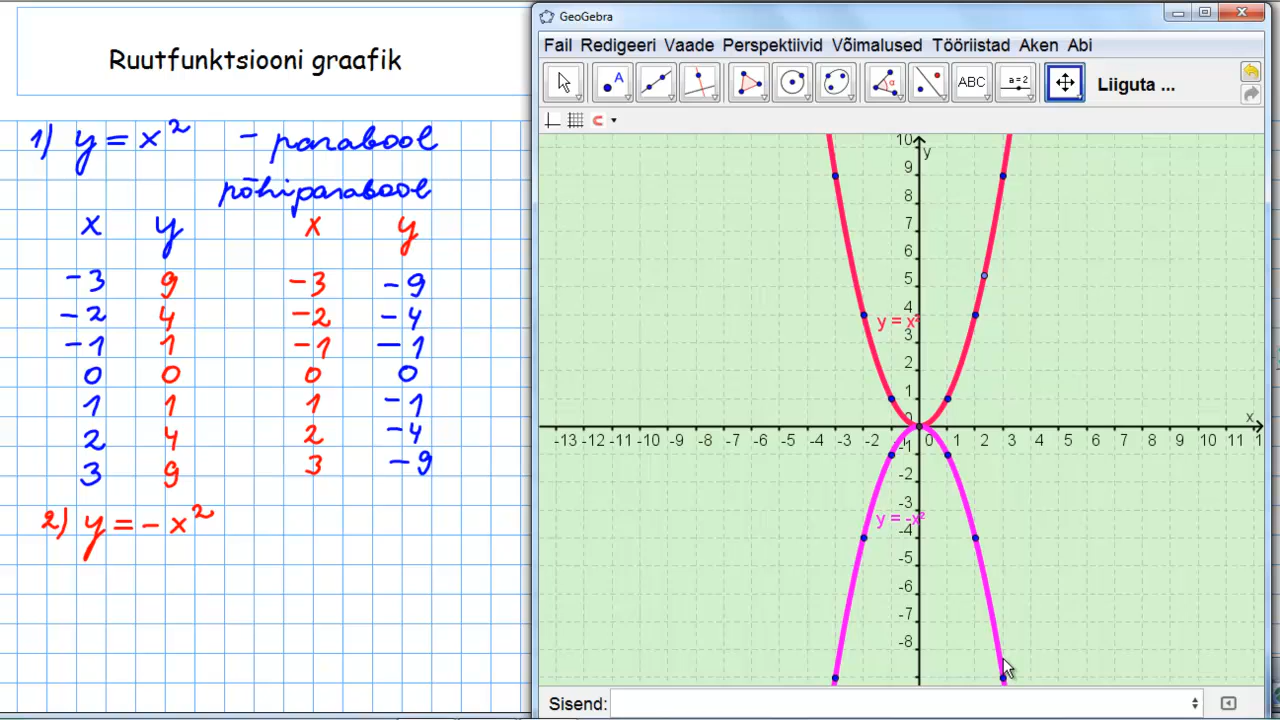 Ruutfunktsiooni graafik
1) y = x² - parabool
põhiparabool
x y x y
-3 9 -3 -9
-2 4 -2 -4
-1 1 -1 -1
0 0 0 0
1 1 1 -1
2 4 2 -4
3 9 3 -9
2) y = - x²
GeoGebra
Fail Redigeeri Vaade Perspektiivid Võimalused Tööriistad Aken Abi
A α ABC a=2 Liiguta ...
10 y
9
8
7
6
5
4
y = x²
3
2
1
0 x
-13 -12 -11 -10 -9 -8 -7 -6 -5 -4 -3 -2 -1 0 1 2 3 4 5 6 7 8 9 10 11 1
-1
-2
-3
y = -x²
-4
-5
-6
-7
-8
Sisend: